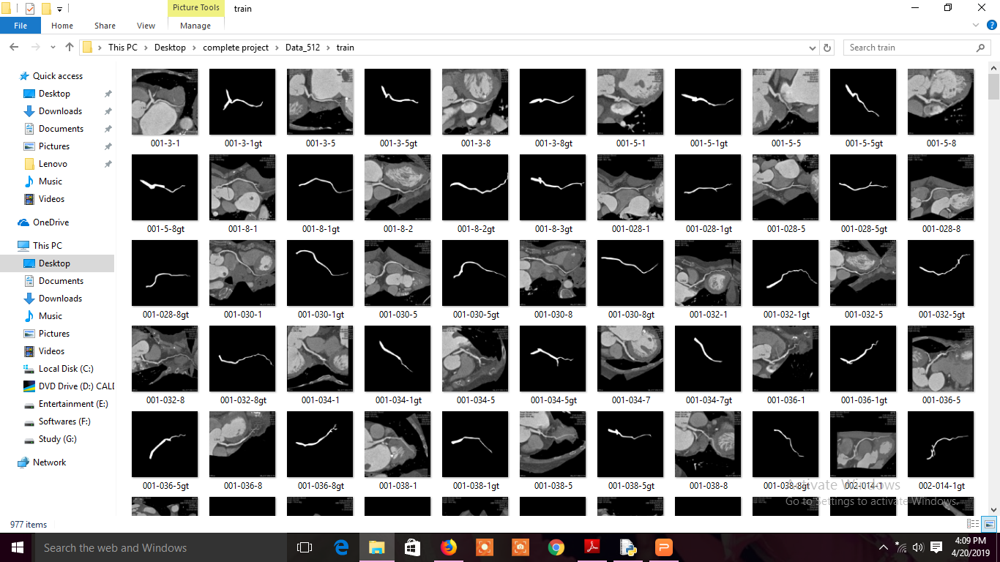 Picture Tools
train
File
Home
Share
View
Manage
This PC
Desktop
complete project
Data_512
train
Search train
Quick access
Desktop
Downloads
Documents
Pictures
Lenovo
Music
Videos
OneDrive
This PC
Desktop
Documents
Downloads
Music
Pictures
Videos
Local Disk (C:)
DVD Drive (D:) CALD
Entertainment (E:)
Softwares (F:)
Study (G:)
Network
001-3-1 001-3-1gt 001-3-5 001-3-5gt 001-3-8 001-3-8gt 001-5-1 001-5-1gt 001-5-5 001-5-5gt 001-5-8
001-5-8gt 001-8-1 001-8-1gt 001-8-2 001-8-2gt 001-8-3gt 001-028-1 001-028-1gt 001-028-5 001-028-5gt 001-028-8
001-028-8gt 001-030-1 001-030-1gt 001-030-5 001-030-5gt 001-030-8 001-030-8gt 001-032-1 001-032-1gt 001-032-5 001-032-5gt
001-032-8 001-032-8gt 001-034-1 001-034-1gt 001-034-5 001-034-5gt 001-034-7 001-034-7gt 001-036-1 001-036-1gt 001-036-5
001-036-5gt 001-036-8 001-036-8gt 001-038-1 001-038-1gt 001-038-5 001-038-5gt 001-038-8 001-038-8gt 002-014-1 002-014-1gt
Activate Windows
Go to Settings to activate Windows.
977 items
Search the web and Windows
4:09 PM
4/20/2019